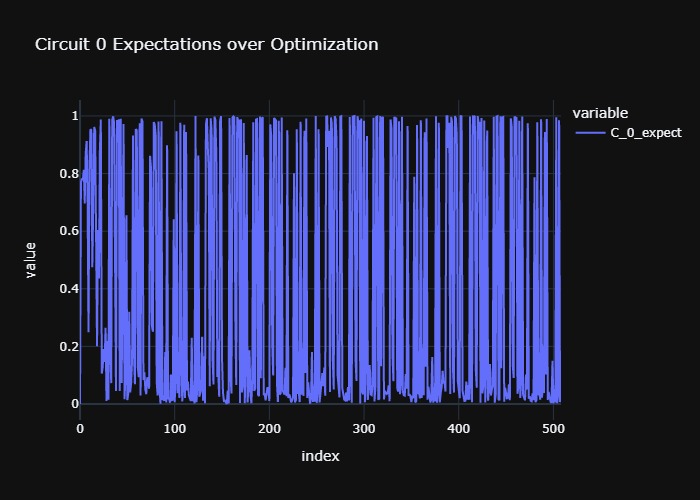 Circuit 0 Expectations over Optimization
variable
C_0_expect
value
1
0.8
0.6
0.4
0.2
0
0 100 200 300 400 500
index